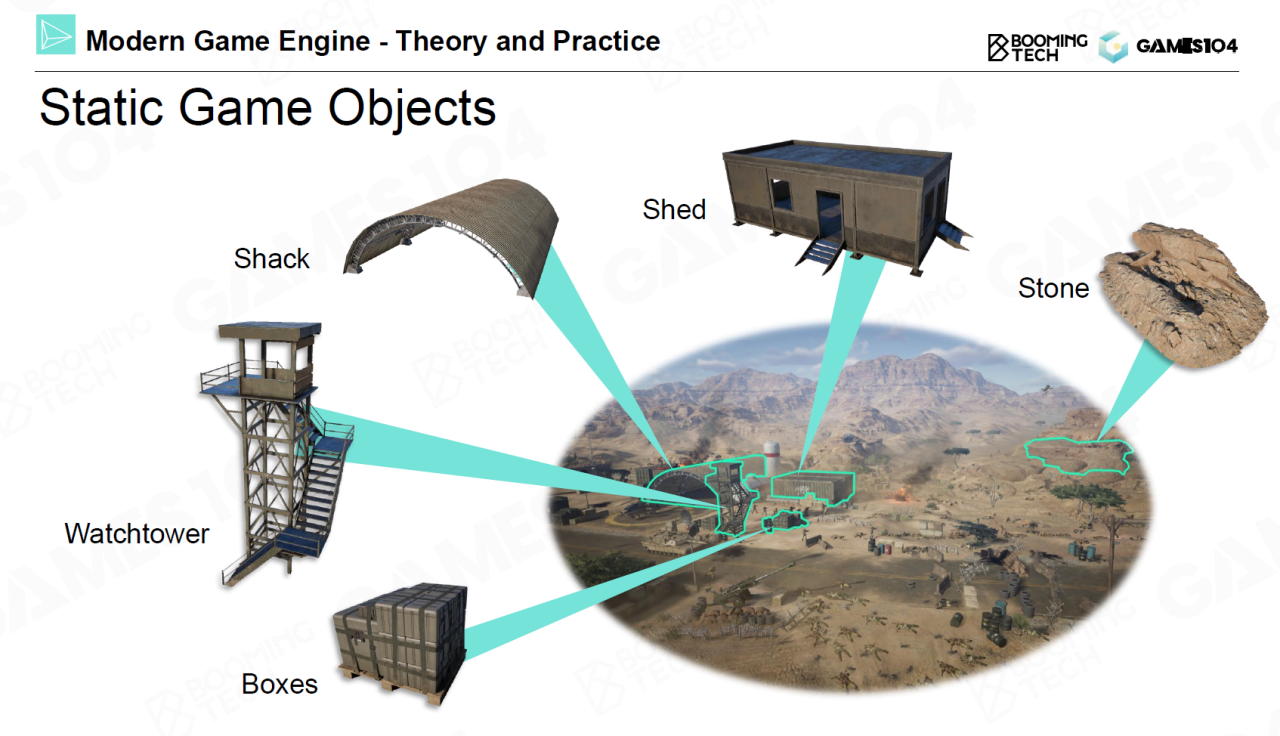 Modern Game Engine - Theory and Practice
BOOMING
TECH
GAMES104
Static Game Objects
Shed
Shack
Stone
Watchtower
Boxes